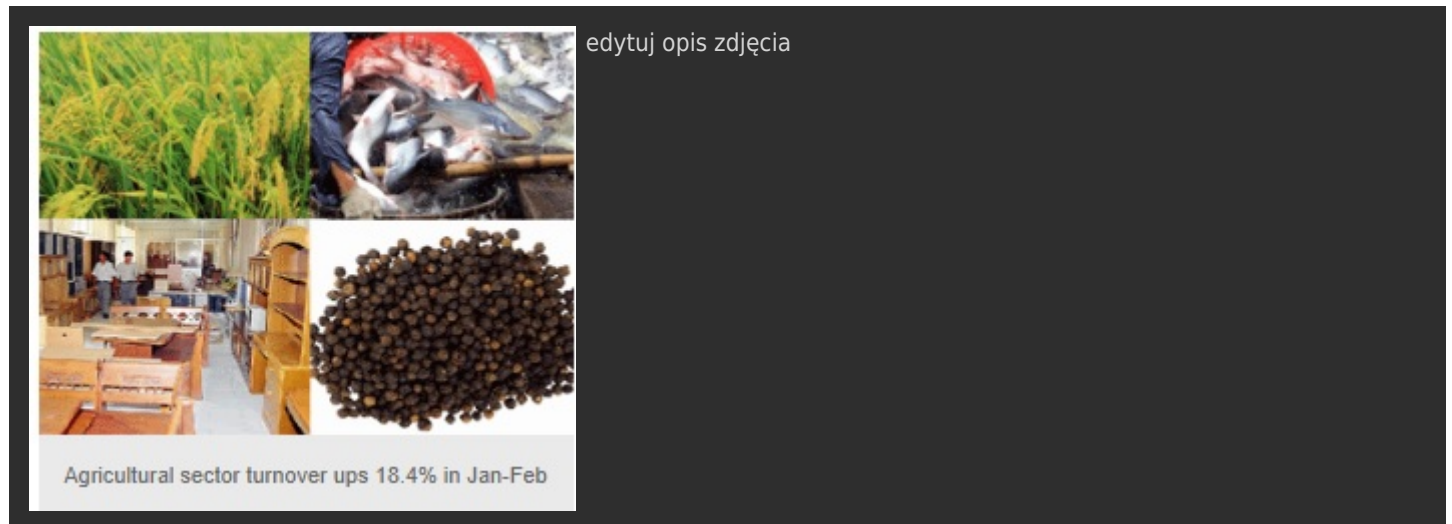 edytuj opis zdjęcia
Agricultural sector turnover ups 18.4% in Jan-Feb